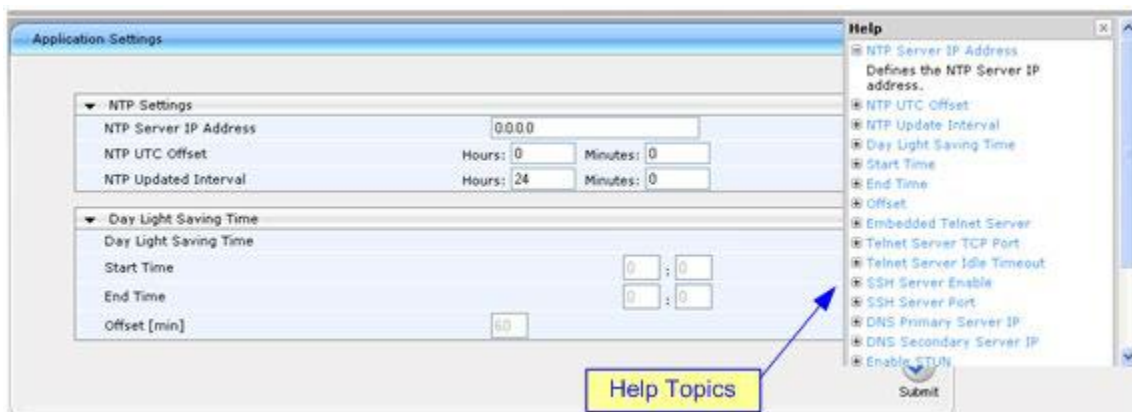 Application Settings
NTP Settings
NTP Server IP Address 0.0.0.0
NTP UTC Offset Hours: 0 Minutes: 0
NTP Updated Interval Hours: 24 Minutes: 0
Day Light Saving Time
Day Light Saving Time
Start Time 0 : 0
End Time 0 : 0
Offset [min] 60
Help
NTP Server IP Address
Defines the NTP Server IP
address.
NTP UTC Offset
NTP Update Interval
Day Light Saving Time
Start Time
End Time
Offset
Embedded Telnet Server
Telnet Server TCP Port
Telnet Server Idle Timeout
SSH Server Enable
SSH Server Port
DNS Primary Server IP
DNS Secondary Server IP
Enable STUN
Help Topics
Submit